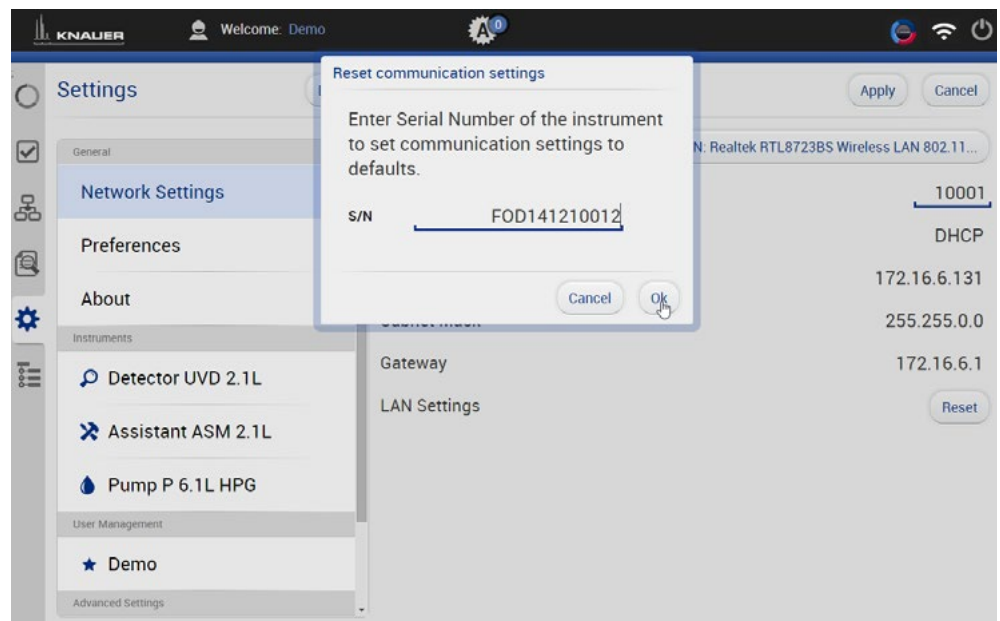 KNAUER
Welcome: Demo
A 0
Settings
Apply
Cancel
Reset communication settings
Enter Serial Number of the instrument
to set communication settings to
defaults.
S/N FOD141210012
Cancel
Ok
General
Network Settings
Preferences
About
Instruments
Detector UVD 2.1L
Assistant ASM 2.1L
Pump P 6.1L HPG
User Management
Demo
Advanced Settings
N: Realtek RTL8723BS Wireless LAN 802.11...
10001
DHCP
172.16.6.131
Subnet Mask 255.255.0.0
Gateway 172.16.6.1
LAN Settings Reset